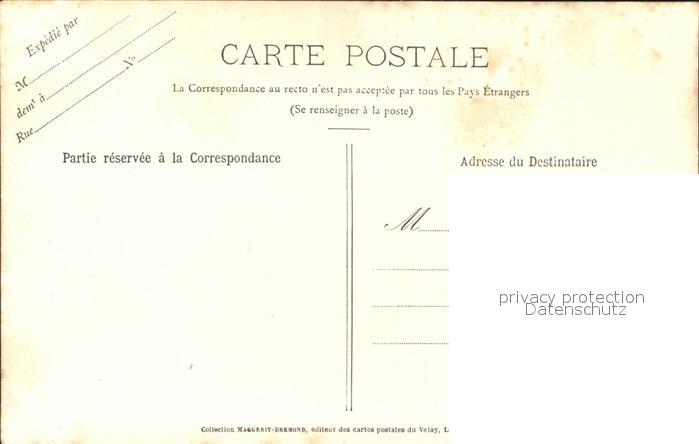 Expédié par
M
demt à
No
Rue
CARTE POSTALE
La Correspondance au recto n'est pas acceptée par tous les Pays Étrangers
(Se renseigner à la poste)
Partie réservée à la Correspondance
Adresse du Destinataire
M
privacy protection
Datenschutz
Collection MARGERIT-BREMOND, éditeur des cartes postales du Velay, L